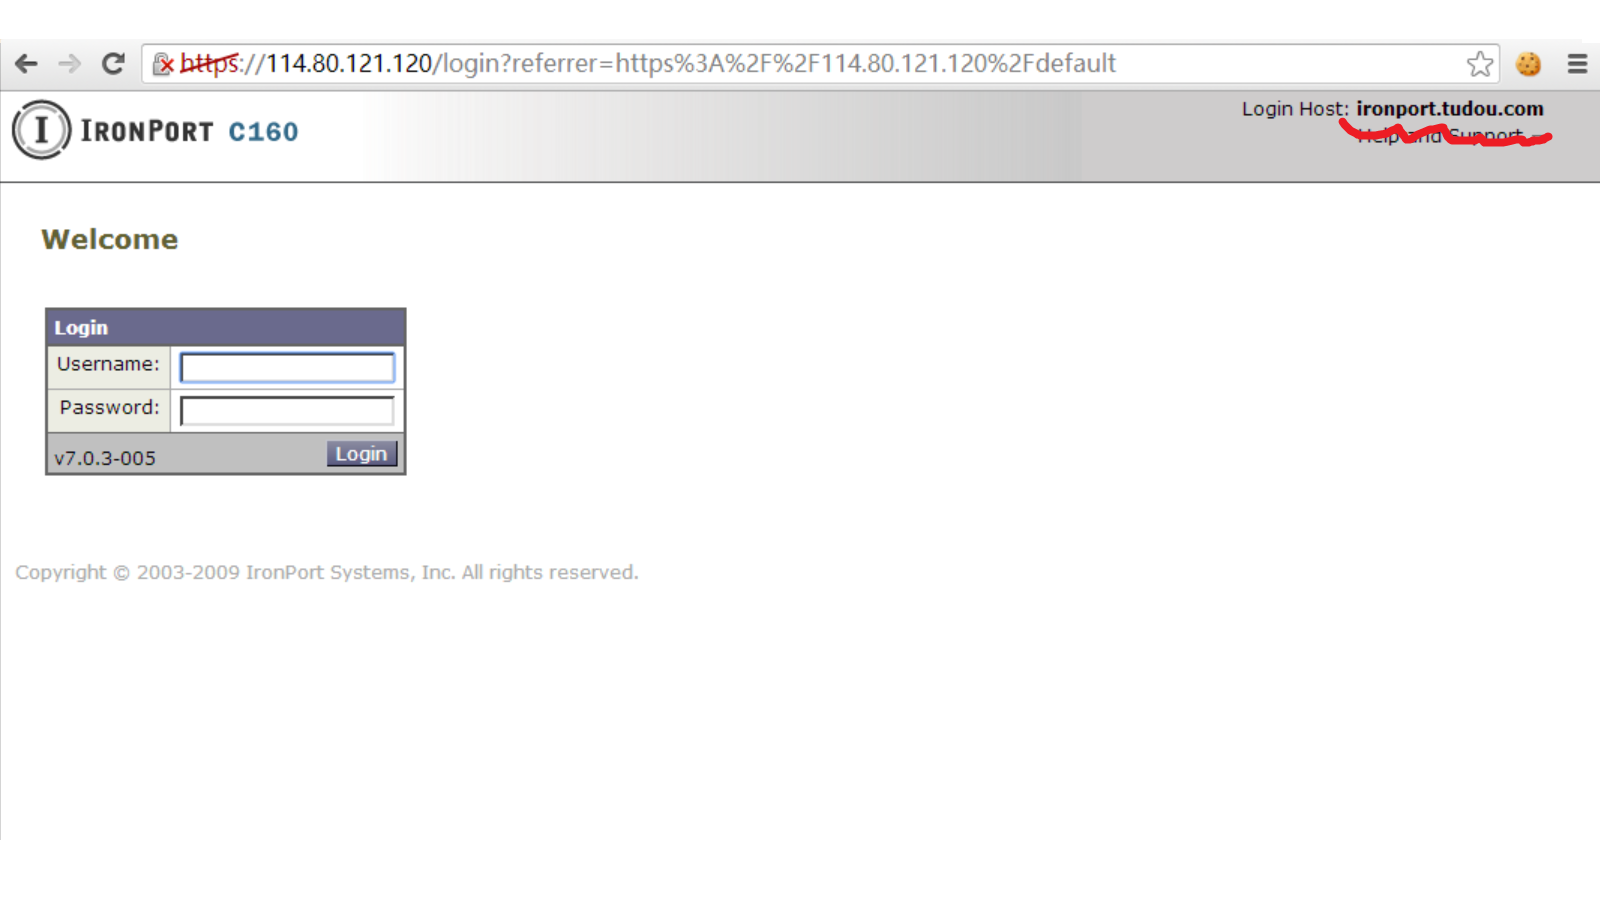 https://114.80.121.120/login?referrer=https%3A%2F%2F114.80.121.120%2Fdefault
I IRONPORT C160
Login Host: ironport.tudou.com
Help and Support
Welcome
Login
Username:
Password:
v7.0.3-005 Login
Copyright © 2003-2009 IronPort Systems, Inc. All rights reserved.